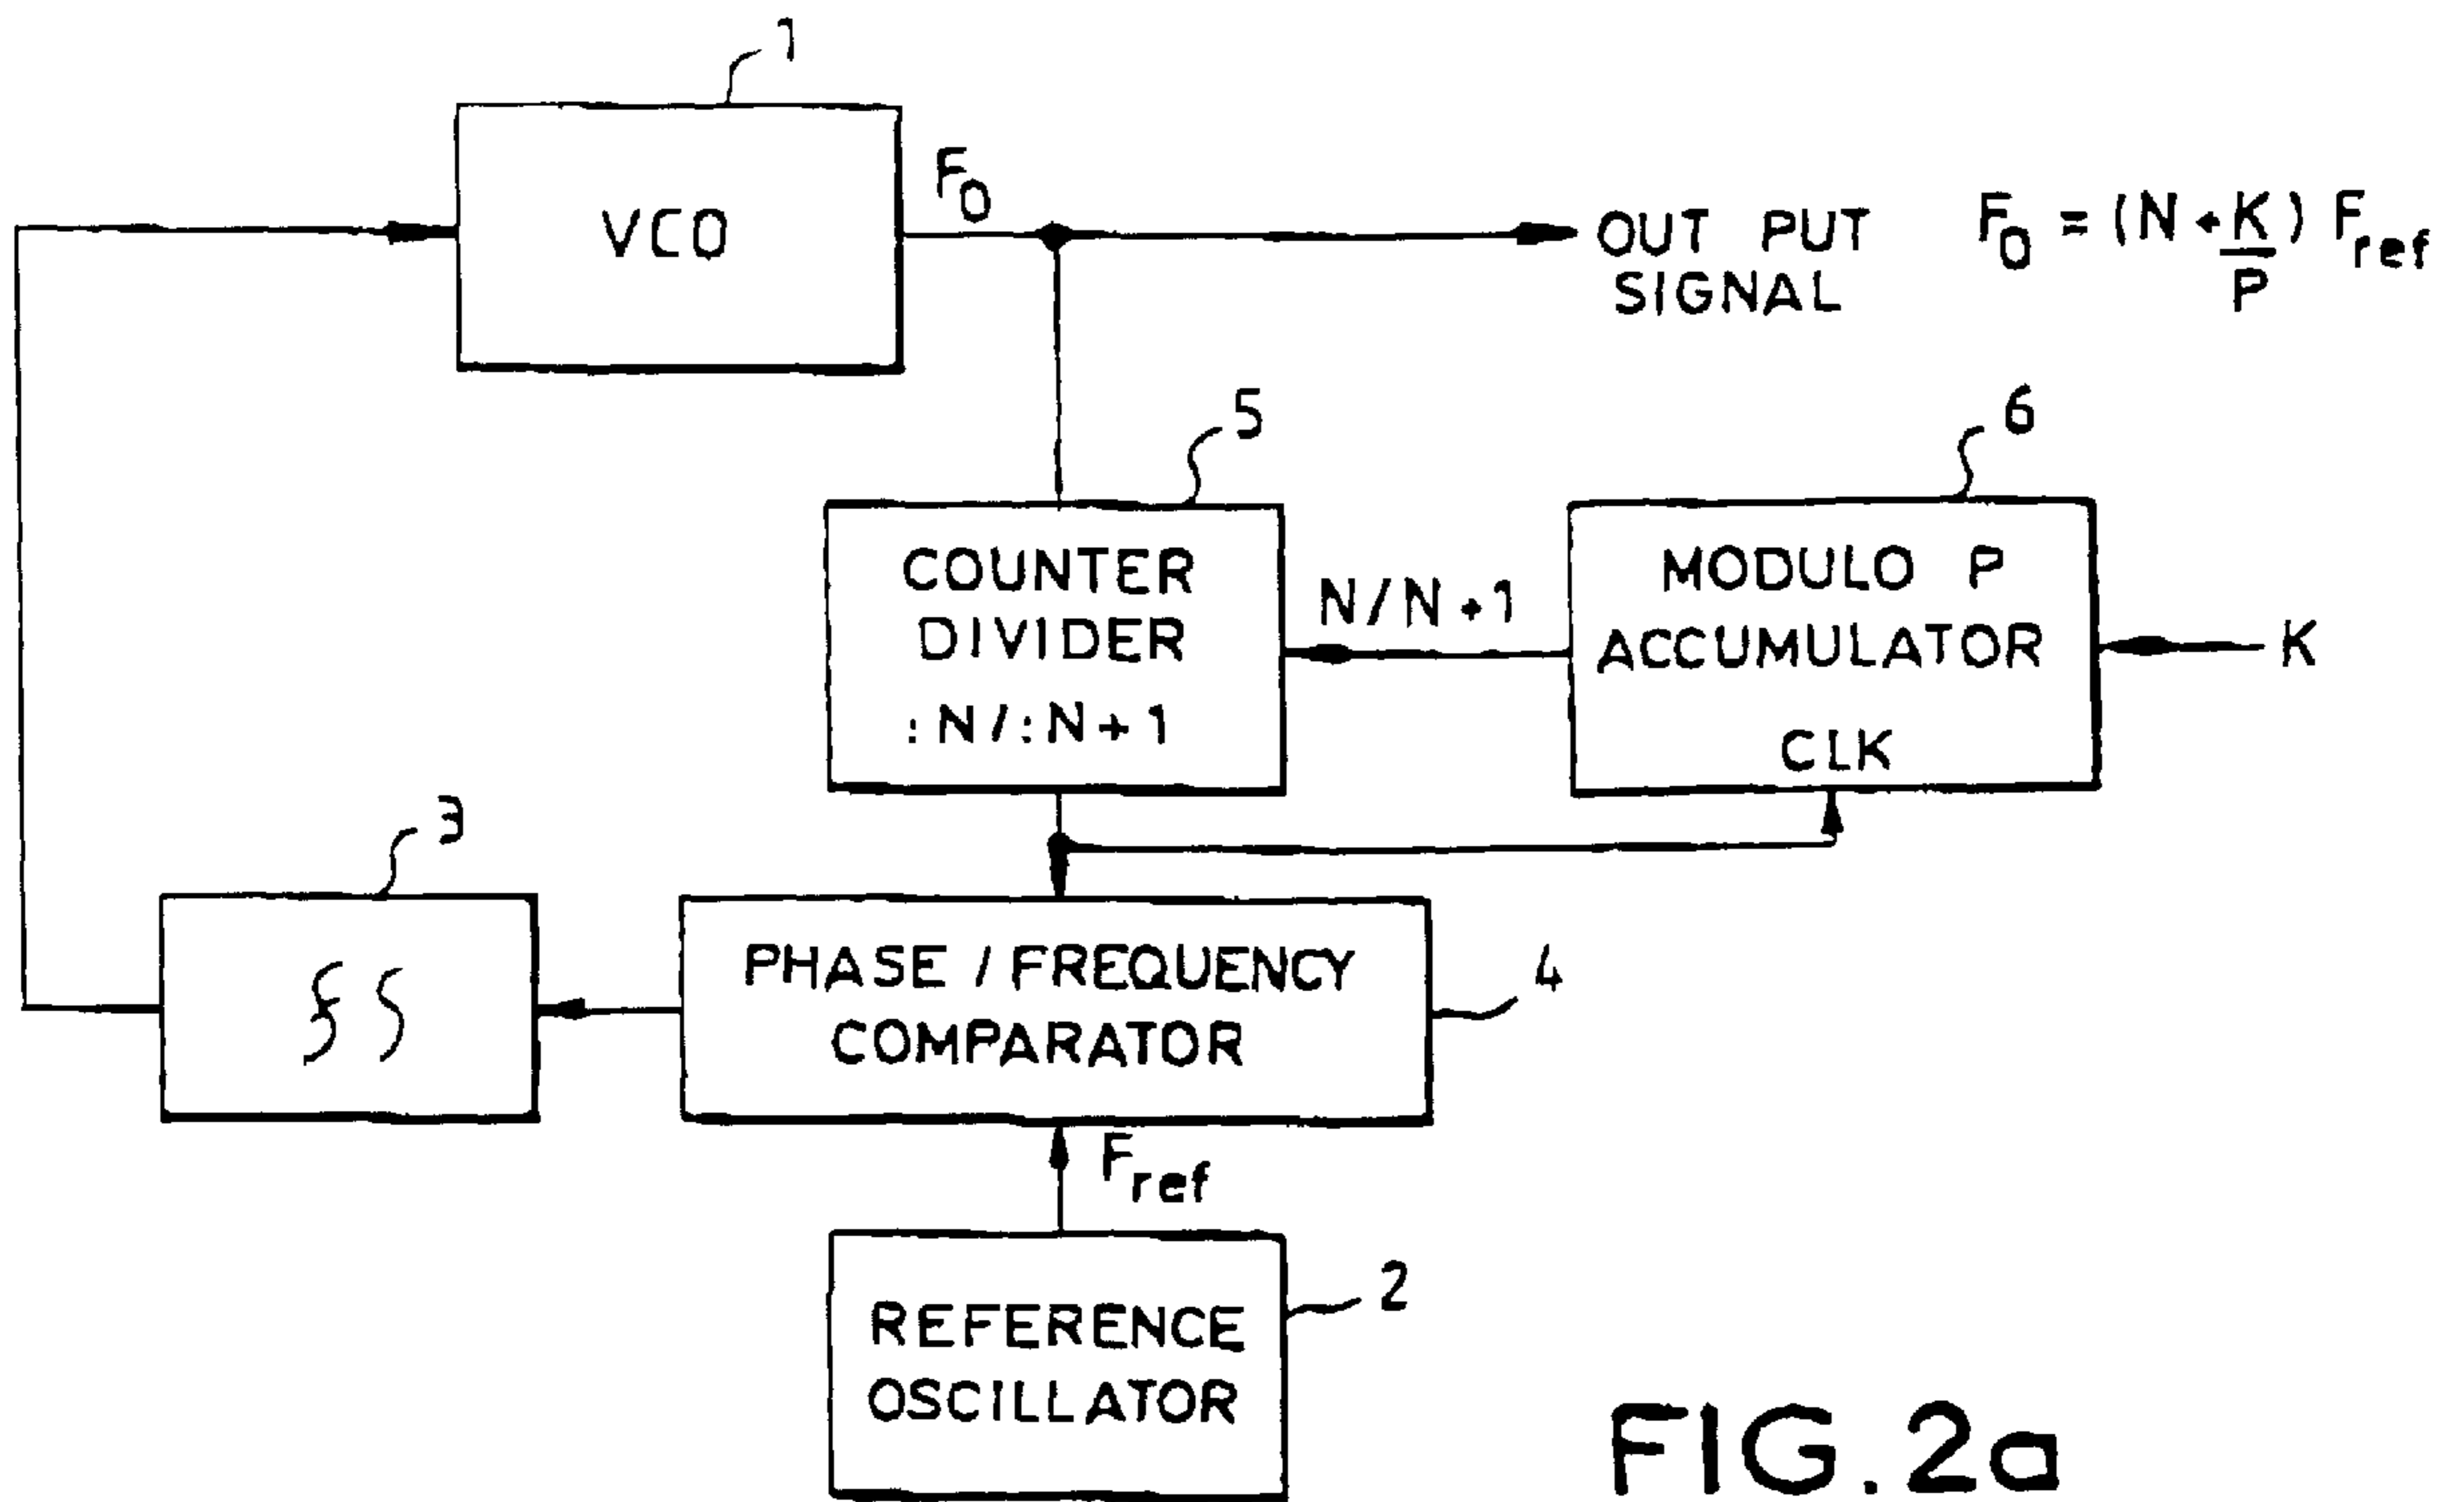 1
VCO
F0
OUT PUT
SIGNAL
F0 = (N + K/P) Fref
5
6
COUNTER
DIVIDER
:N/:N+1
N/N+1
MODULO P
ACCUMULATOR
CLK
K
3
PHASE / FREQUENCY
COMPARATOR
4
Fref
REFERENCE
OSCILLATOR
2
FIG.2a